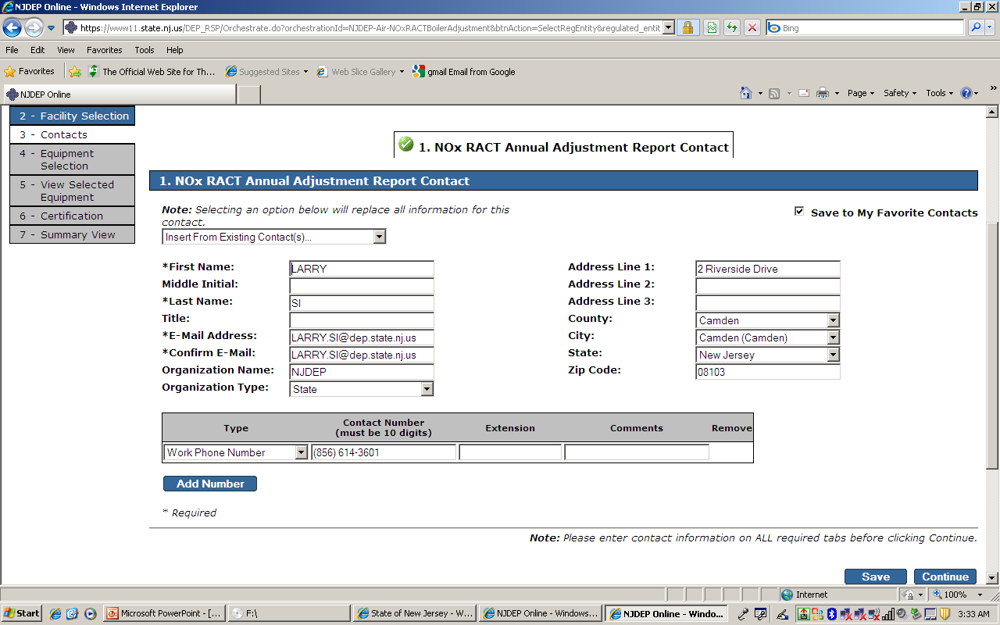 NJDEP Online - Windows Internet Explorer
https://www11.state.nj.us/DEP_RSP/Orchestrate.do?orchestrationId=NJDEP-Air-NOxRACTBoilerAdjustment&btnAction=SelectRegEntity&regulated_entit
Bing
File Edit View Favorites Tools Help
Favorites The Official Web Site for Th... Suggested Sites Web Slice Gallery gmail Email from Google
NJDEP Online
Page Safety Tools
2 - Facility Selection
3 - Contacts
4 - Equipment
Selection
5 - View Selected
Equipment
6 - Certification
7 - Summary View
1. NOx RACT Annual Adjustment Report Contact
1. NOx RACT Annual Adjustment Report Contact
Note: Selecting an option below will replace all information for this
contact.
Insert From Existing Contact(s)...
Save to My Favorite Contacts
*First Name: LARRY
Middle Initial:
*Last Name: SI
Title:
*E-Mail Address: LARRY.SI@dep.state.nj.us
*Confirm E-Mail: LARRY.SI@dep.state.nj.us
Organization Name: NJDEP
Organization Type: State
Address Line 1: 2 Riverside Drive
Address Line 2:
Address Line 3:
County: Camden
City: Camden (Camden)
State: New Jersey
Zip Code: 08103
Type Contact Number Extension Comments Remove
(must be 10 digits)
Work Phone Number (856) 614-3601
Add Number
* Required
Note: Please enter contact information on ALL required tabs before clicking Continue.
Save Continue
Internet 100%
Start Microsoft PowerPoint - [... F:\ State of New Jersey - W... NJDEP Online - Windows... NJDEP Online - Windo... 3:33 AM